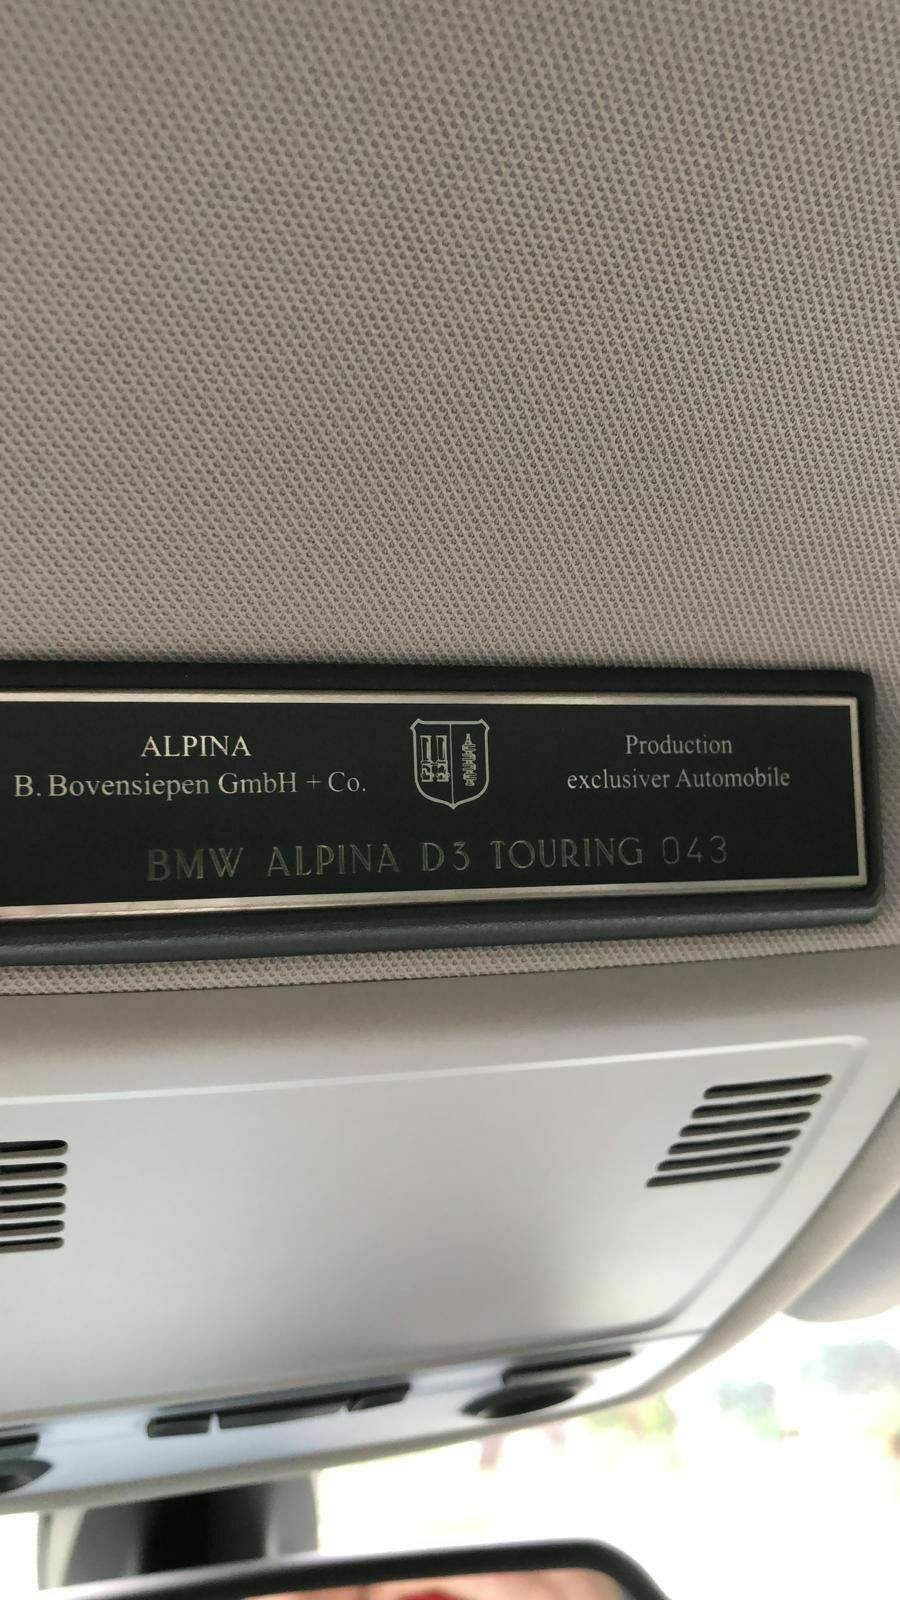 ALPINA
B. Bovensiepen GmbH + Co.
Production
exclusiver Automobile
BMW ALPINA D3 TOURING 043